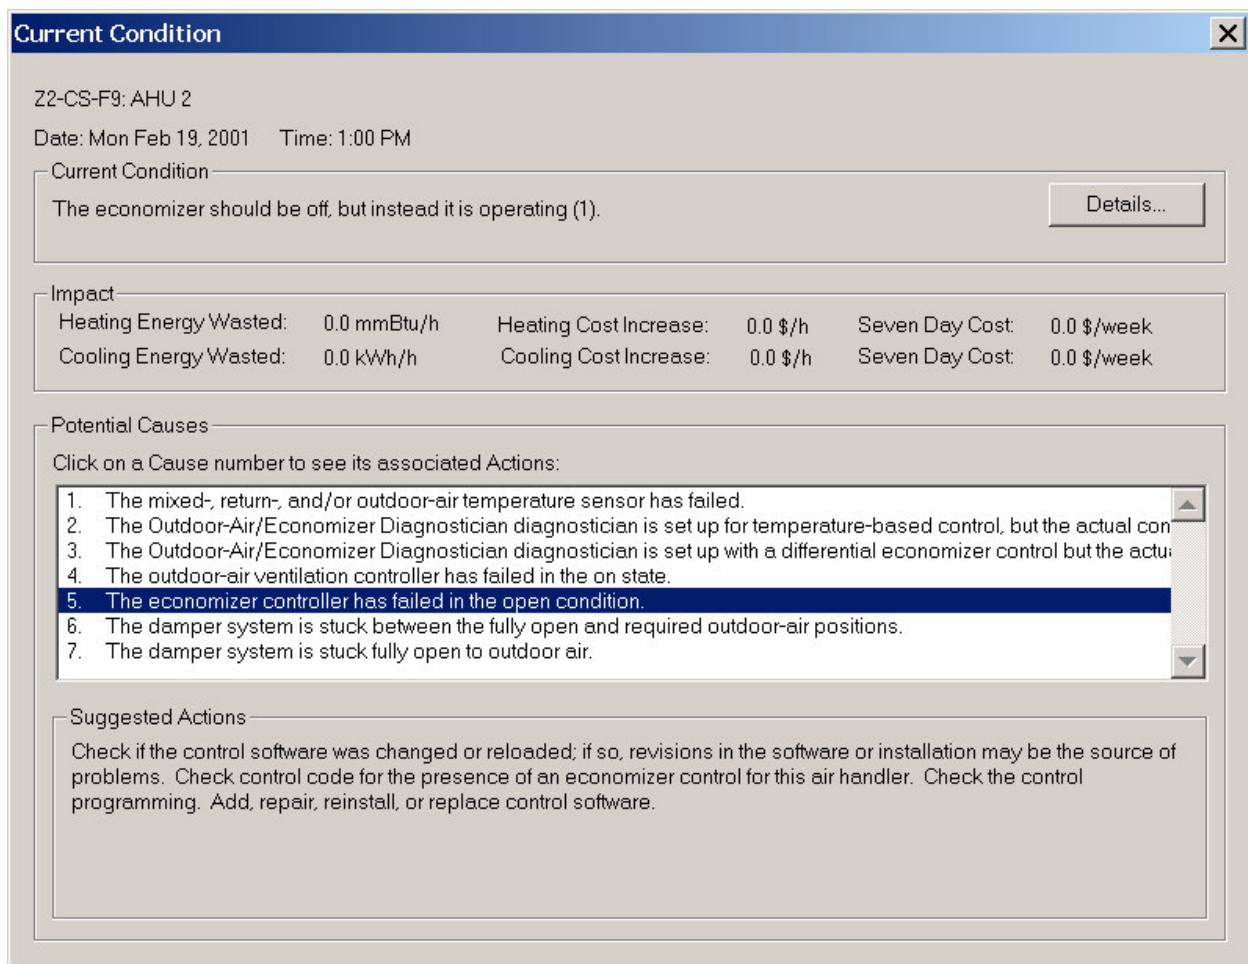 Current Condition
Z2-CS-F9: AHU 2
Date: Mon Feb 19, 2001 Time: 1:00 PM
Current Condition
The economizer should be off, but instead it is operating (1).
Details...
Impact
Heating Energy Wasted: 0.0 mmBtu/h Heating Cost Increase: 0.0 $/h Seven Day Cost: 0.0 $/week
Cooling Energy Wasted: 0.0 kWh/h Cooling Cost Increase: 0.0 $/h Seven Day Cost: 0.0 $/week
Potential Causes
Click on a Cause number to see its associated Actions:
1. The mixed-, return-, and/or outdoor-air temperature sensor has failed.
2. The Outdoor-Air/Economizer Diagnostician diagnostician is set up for temperature-based control, but the actual con
3. The Outdoor-Air/Economizer Diagnostician diagnostician is set up with a differential economizer control but the actu
4. The outdoor-air ventilation controller has failed in the on state.
5. The economizer controller has failed in the open condition.
6. The damper system is stuck between the fully open and required outdoor-air positions.
7. The damper system is stuck fully open to outdoor air.
Suggested Actions
Check if the control software was changed or reloaded; if so, revisions in the software or installation may be the source of
problems. Check control code for the presence of an economizer control for this air handler. Check the control
programming. Add, repair, reinstall, or replace control software.